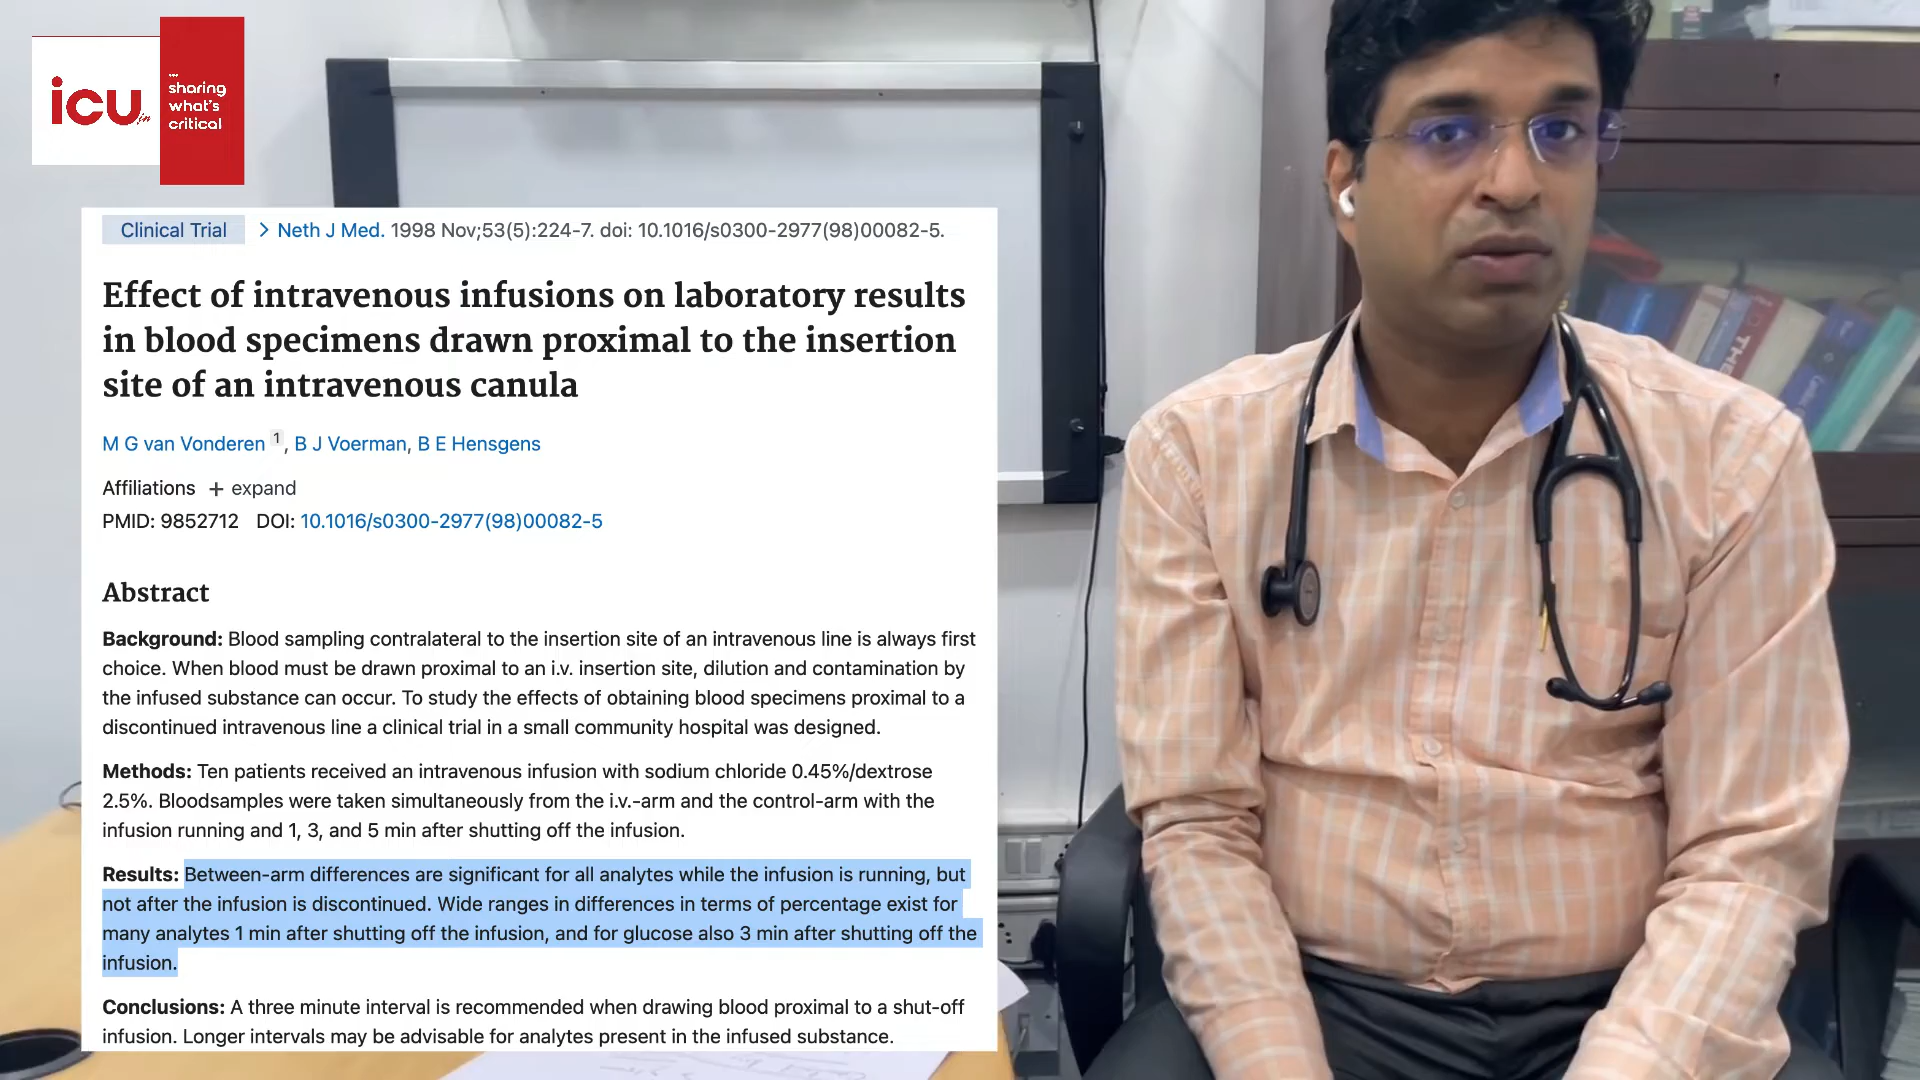 icu.in
... sharing
what's
critical
Clinical Trial > Neth J Med. 1998 Nov;53(5):224-7. doi: 10.1016/s0300-2977(98)00082-5.
Effect of intravenous infusions on laboratory results
in blood specimens drawn proximal to the insertion
site of an intravenous canula
M G van Vonderen 1, B J Voerman, B E Hensgens
Affiliations + expand
PMID: 9852712 DOI: 10.1016/s0300-2977(98)00082-5
Abstract
Background: Blood sampling contralateral to the insertion site of an intravenous line is always first
choice. When blood must be drawn proximal to an i.v. insertion site, dilution and contamination by
the infused substance can occur. To study the effects of obtaining blood specimens proximal to a
discontinued intravenous line a clinical trial in a small community hospital was designed.
Methods: Ten patients received an intravenous infusion with sodium chloride 0.45%/dextrose
2.5%. Bloodsamples were taken simultaneously from the i.v.-arm and the control-arm with the
infusion running and 1, 3, and 5 min after shutting off the infusion.
Results: Between-arm differences are significant for all analytes while the infusion is running, but
not after the infusion is discontinued. Wide ranges in differences in terms of percentage exist for
many analytes 1 min after shutting off the infusion, and for glucose also 3 min after shutting off the
infusion.
Conclusions: A three minute interval is recommended when drawing blood proximal to a shut-off
infusion. Longer intervals may be advisable for analytes present in the infused substance.